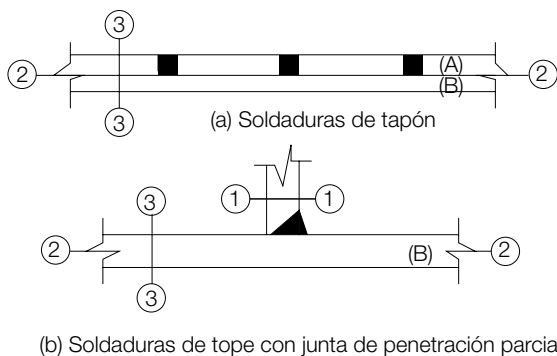 3
2 (A) 2
(B)
3
(a) Soldaduras de tapón
3 1 1
2 (B) 2
3
(b) Soldaduras de tope con junta de penetración parcia